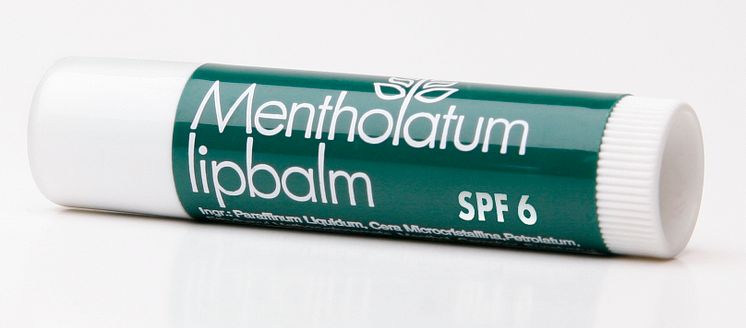 Mentholatum
lipbalm
SPF 6
Ingr.: Paraffinum Liquidum, Cera Microcristallina, Petrolatum,